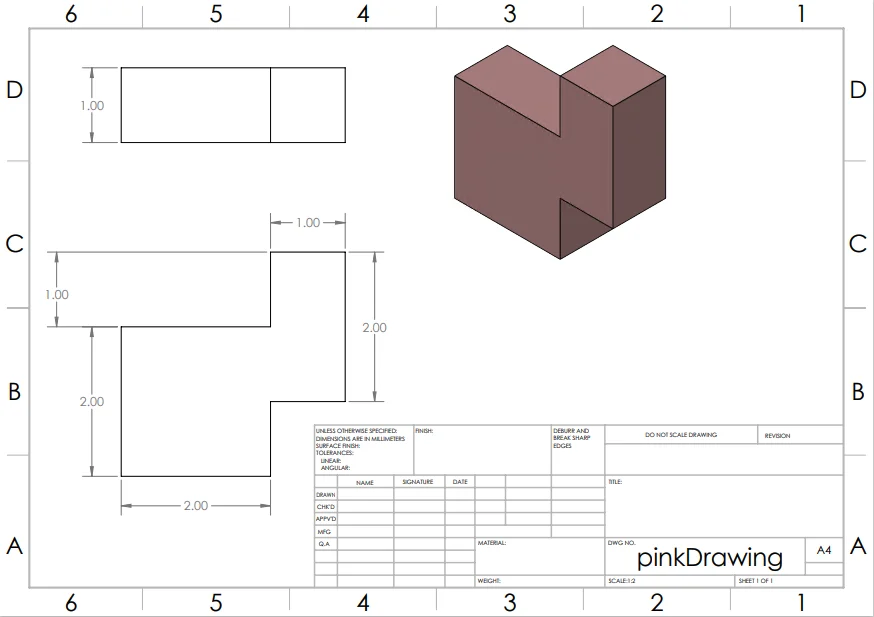 6 5 4 3 2 1
D D
1.00
1.00
C C
1.00
2.00
B B
2.00
UNLESS OTHERWISE SPECIFIED: FINISH: DEBURR AND
DIMENSIONS ARE IN MILLIMETERS BREAK SHARP
SURFACE FINISH: EDGES
TOLERANCES:
LINEAR:
ANGULAR:
DO NOT SCALE DRAWING REVISION
NAME SIGNATURE DATE TITLE:
DRAWN
2.00
CHK'D
APPV'D
MFG
Q.A MATERIAL: DWG NO.
A pinkDrawing A4 A
WEIGHT: SCALE:1:2 SHEET 1 OF 1
6 5 4 3 2 1